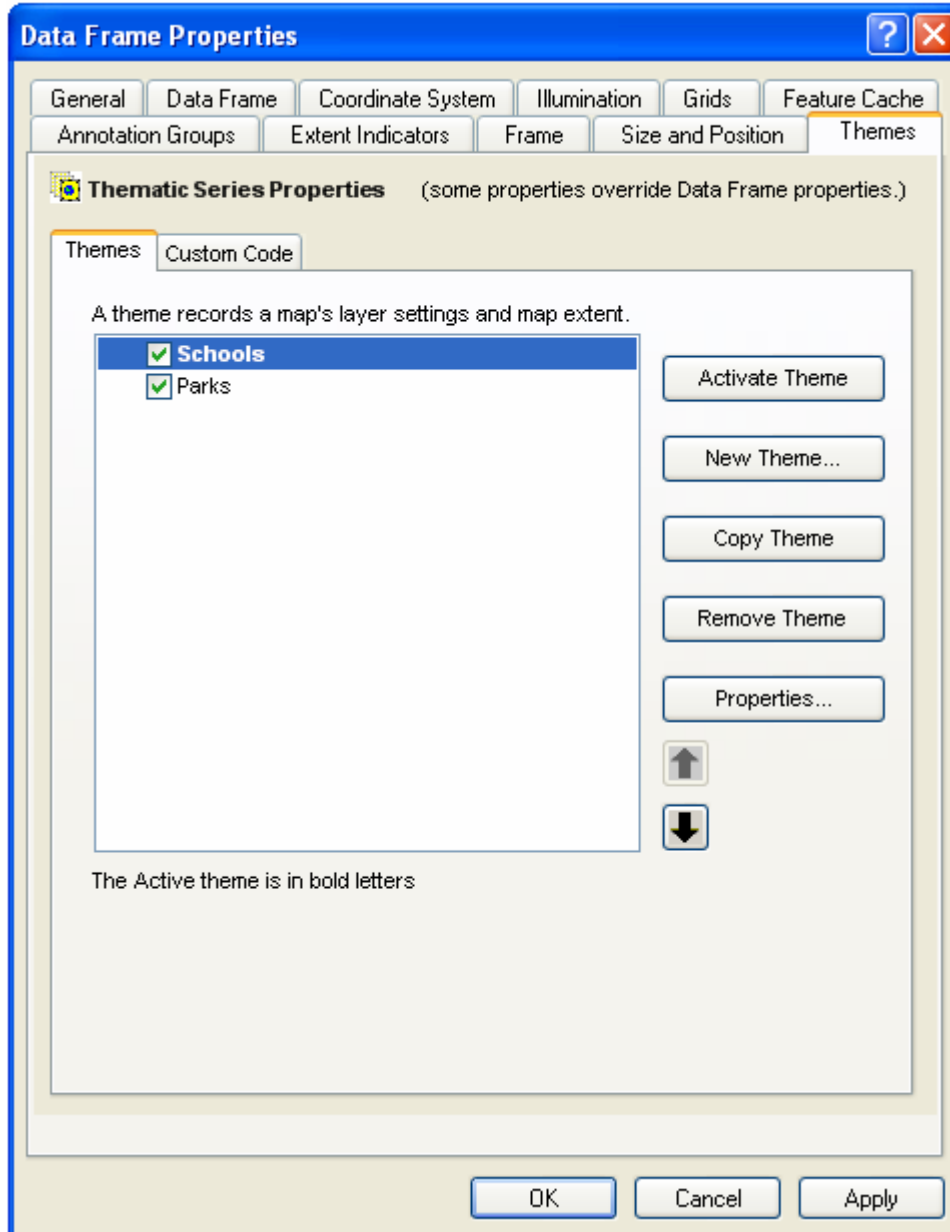 Data Frame Properties
General Data Frame Coordinate System Illumination Grids Feature Cache
Annotation Groups Extent Indicators Frame Size and Position Themes
Thematic Series Properties (some properties override Data Frame properties.)
Themes Custom Code
A theme records a map's layer settings and map extent.
Schools
Parks
Activate Theme
New Theme...
Copy Theme
Remove Theme
Properties...
The Active theme is in bold letters
OK Cancel Apply